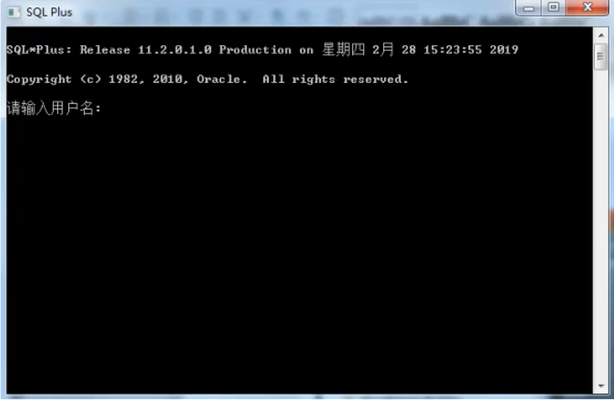 SQL Plus
SQL*Plus: Release 11.2.0.1.0 Production on 星期四 2月 28 15:23:55 2019
Copyright (c) 1982, 2010, Oracle.  All rights reserved.
请输入用户名: